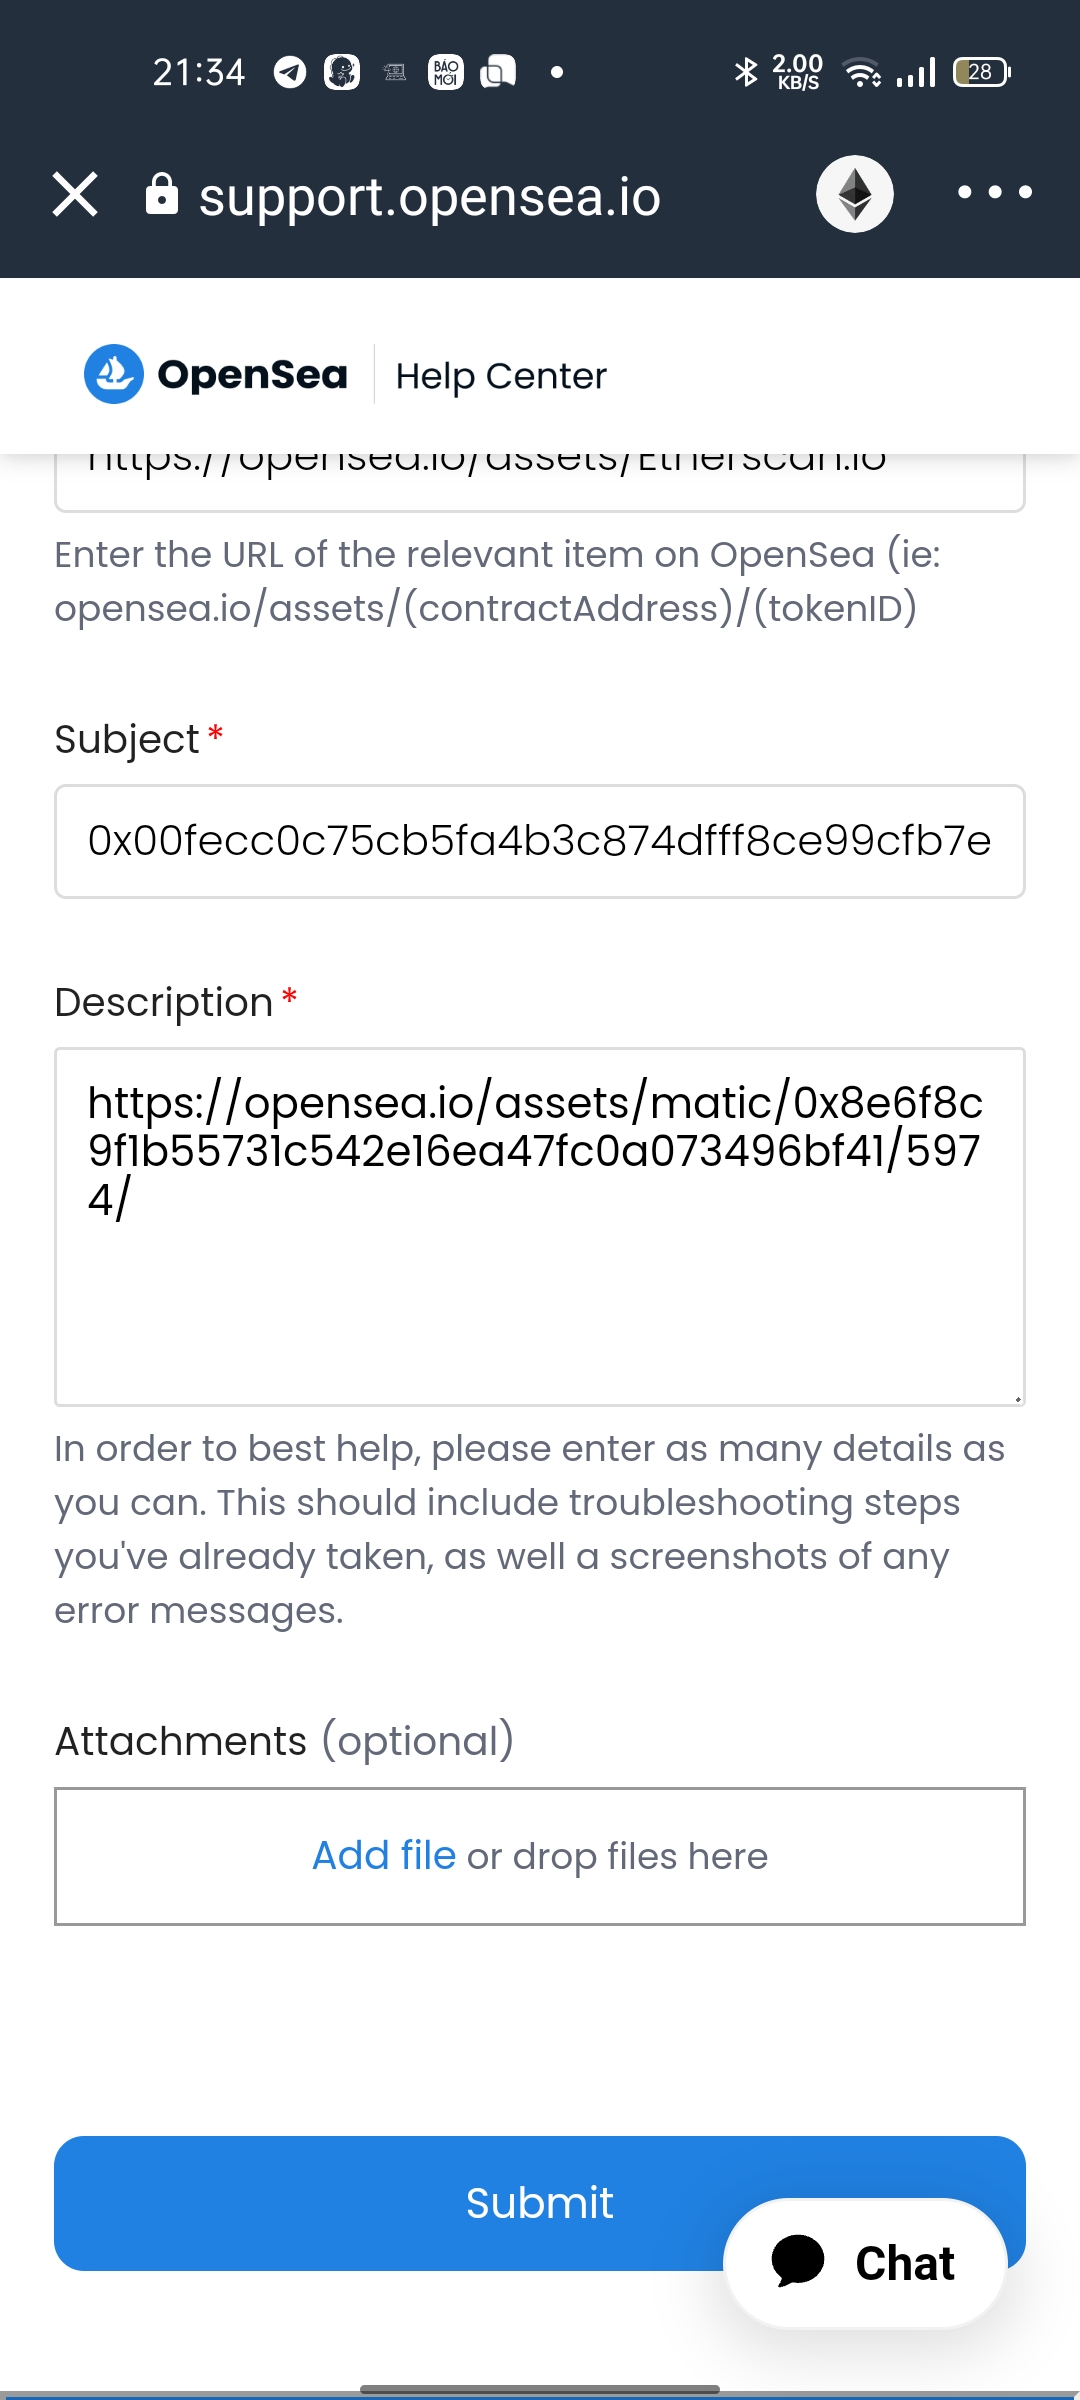 21:34
BÁO MỚI
2.00 KB/S
28
support.opensea.io
OpenSea
Help Center
https://opensea.io/assets/Etherscan.io
Enter the URL of the relevant item on OpenSea (ie:
opensea.io/assets/(contractAddress)/(tokenID)
Subject*
0x00fecc0c75cb5fa4b3c874dfff8ce99cfb7e
Description*
https://opensea.io/assets/matic/0x8e6f8c
9f1b55731c542e16ea47fc0a073496bf41/597
4/
In order to best help, please enter as many details as
you can. This should include troubleshooting steps
you've already taken, as well a screenshots of any
error messages.
Attachments (optional)
Add file or drop files here
Submit
Chat